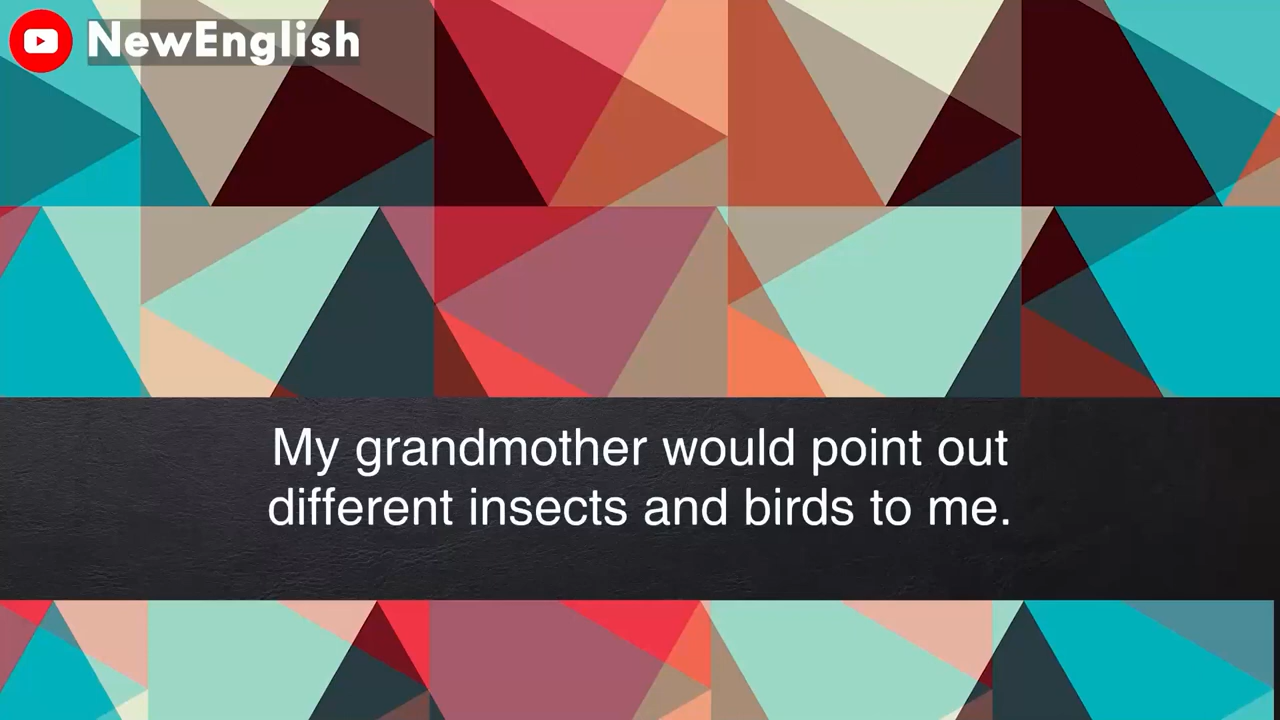 NewEnglish
My grandmother would point out
different insects and birds to me.